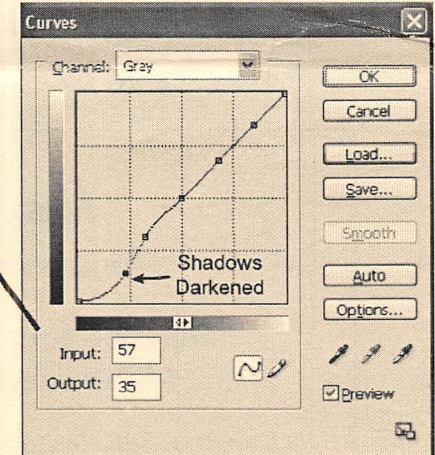 Curves
Channel: Gray
OK
Cancel
Load...
Save...
Smooth
Auto
Options...
Preview
Shadows
Darkened
Input: 57
Output: 35